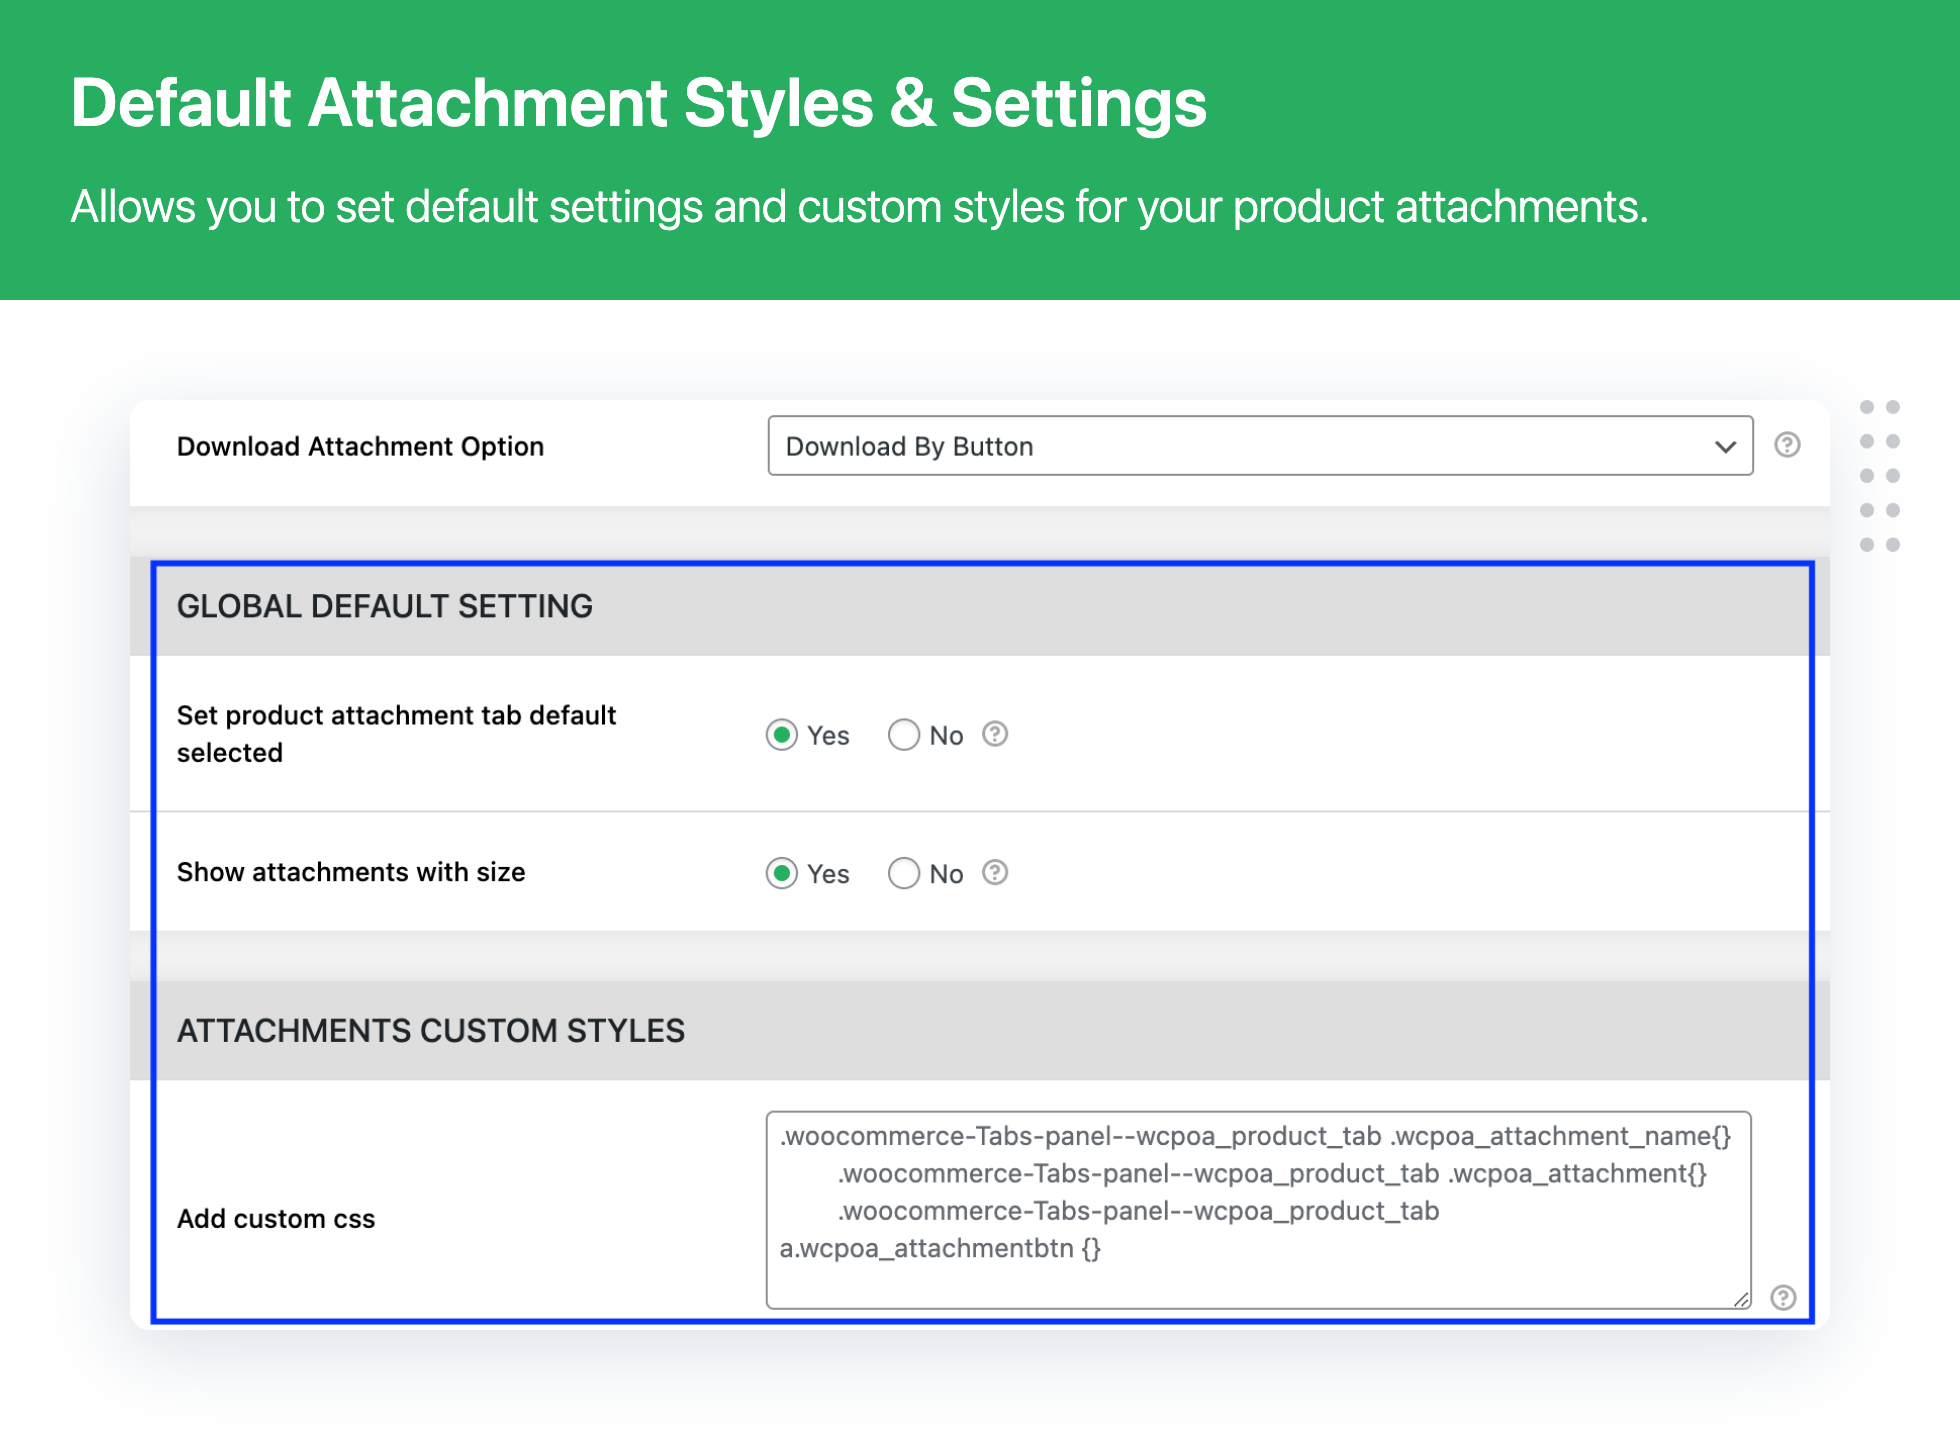 Default Attachment Styles & Settings
Allows you to set default settings and custom styles for your product attachments.
Download Attachment Option
Download By Button
GLOBAL DEFAULT SETTING
Set product attachment tab default
selected
Yes No
Show attachments with size
Yes No
ATTACHMENTS CUSTOM STYLES
Add custom css
.woocommerce-Tabs-panel--wcpoa_product_tab .wcpoa_attachment_name{}
.woocommerce-Tabs-panel--wcpoa_product_tab .wcpoa_attachment{}
.woocommerce-Tabs-panel--wcpoa_product_tab
a.wcpoa_attachmentbtn {}